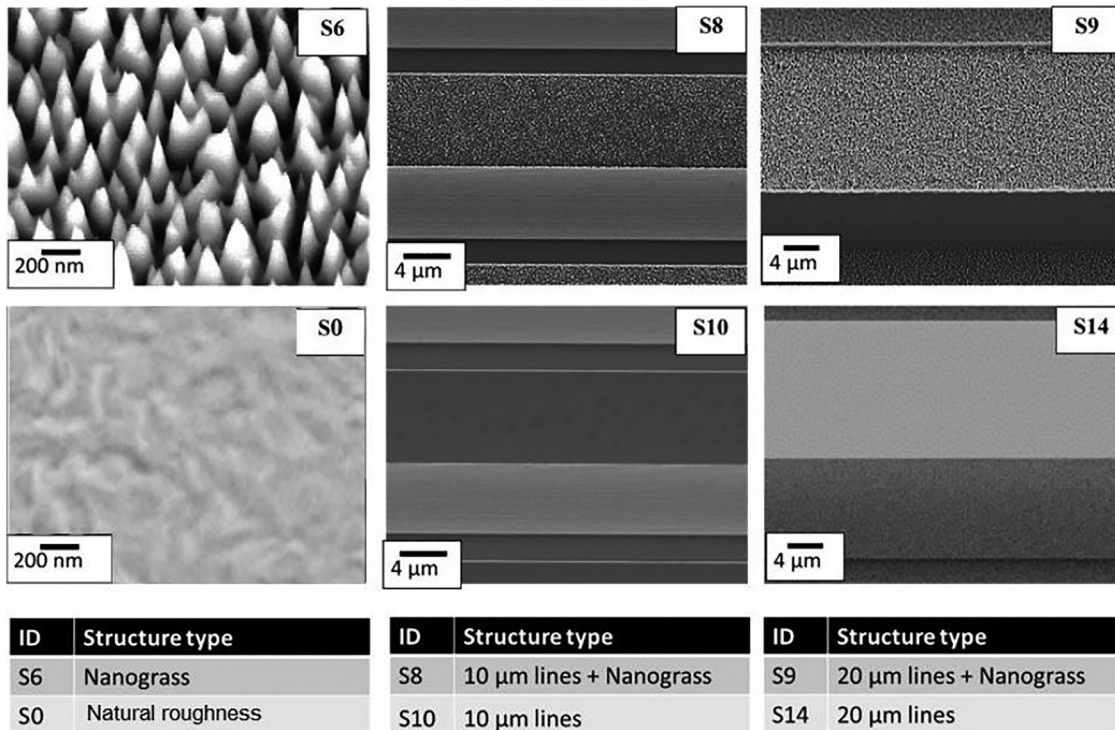 S6
S8
S9
200 nm
4 μm
4 μm
S0
S10
S14
200 nm
4 μm
4 μm
ID Structure type
S6 Nanograss
S0 Natural roughness
ID Structure type
S8 10 μm lines + Nanograss
S10 10 μm lines
ID Structure type
S9 20 μm lines + Nanograss
S14 20 μm lines